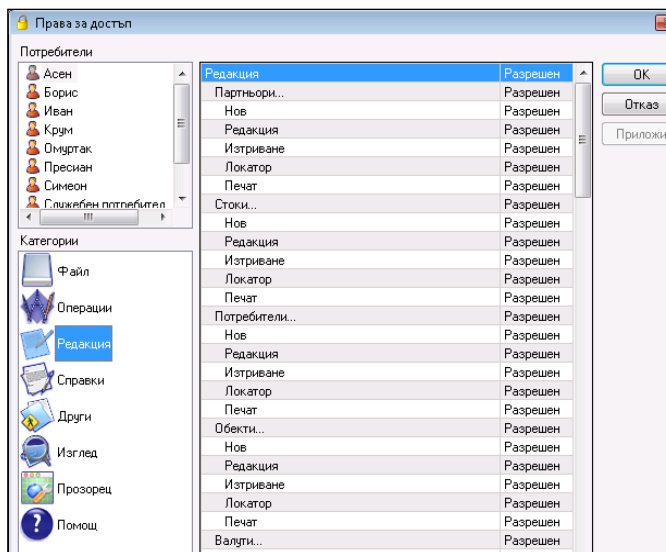 Права за достъп
Потребители
Асен
Борис
Иван
Крум
Омуртаг
Пресиан
Симеон
Служебен потребител
Категории
Файл
Операции
Редакция
Справки
Други
Изглед
Прозорец
Помощ
Редакция Разрешен
Партньори... Разрешен
Нов Разрешен
Редакция Разрешен
Изтриване Разрешен
Локатор Разрешен
Печат Разрешен
Стоки... Разрешен
Нов Разрешен
Редакция Разрешен
Изтриване Разрешен
Локатор Разрешен
Печат Разрешен
Потребители... Разрешен
Нов Разрешен
Редакция Разрешен
Изтриване Разрешен
Локатор Разрешен
Печат Разрешен
Обекти... Разрешен
Нов Разрешен
Редакция Разрешен
Изтриване Разрешен
Локатор Разрешен
Печат Разрешен
Валути... Разрешен
OK
Отказ
Приложи